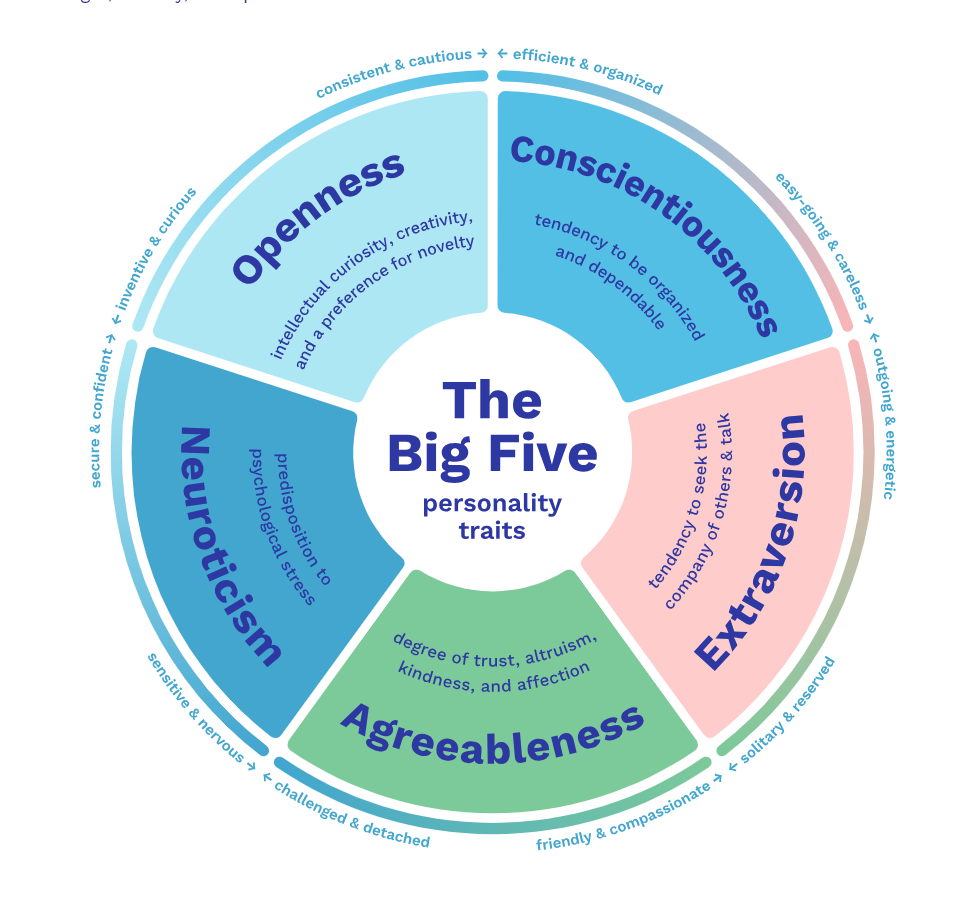 consistent & cautious →
← efficient & organized
← inventive & curious
easy-going & careless →
Openness
intellectual curiosity, creativity,
and a preference for novelty
Conscientiousness
tendency to be organized
and dependable
secure & confident →
← outgoing & energetic
Neuroticism
predisposition to
psychological stress
The
Big Five
personality
traits
tendency to seek the
company of others & talk
Extraversion
degree of trust, altruism,
kindness, and affection
Agreeableness
sensitive & nervous →
← solitary & reserved
← challenged & detached
friendly & compassionate →